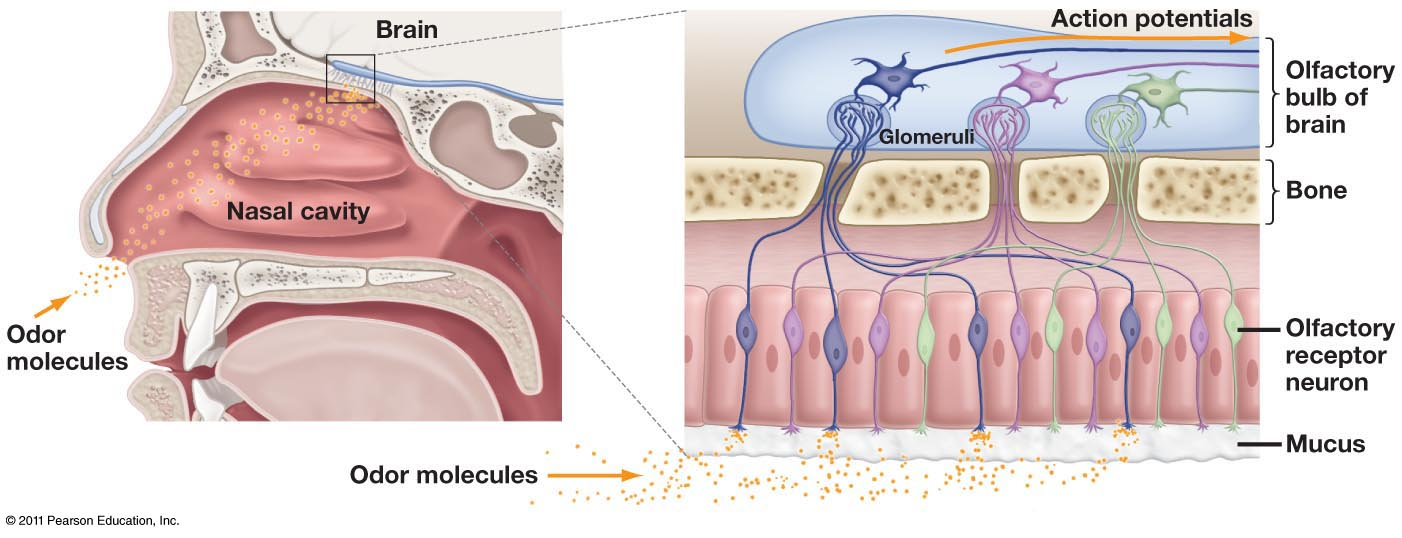 Brain
Nasal cavity
Odor
molecules
Action potentials
Olfactory
bulb of
brain
Glomeruli
Bone
Olfactory
receptor
neuron
Mucus
Odor molecules
© 2011 Pearson Education, Inc.